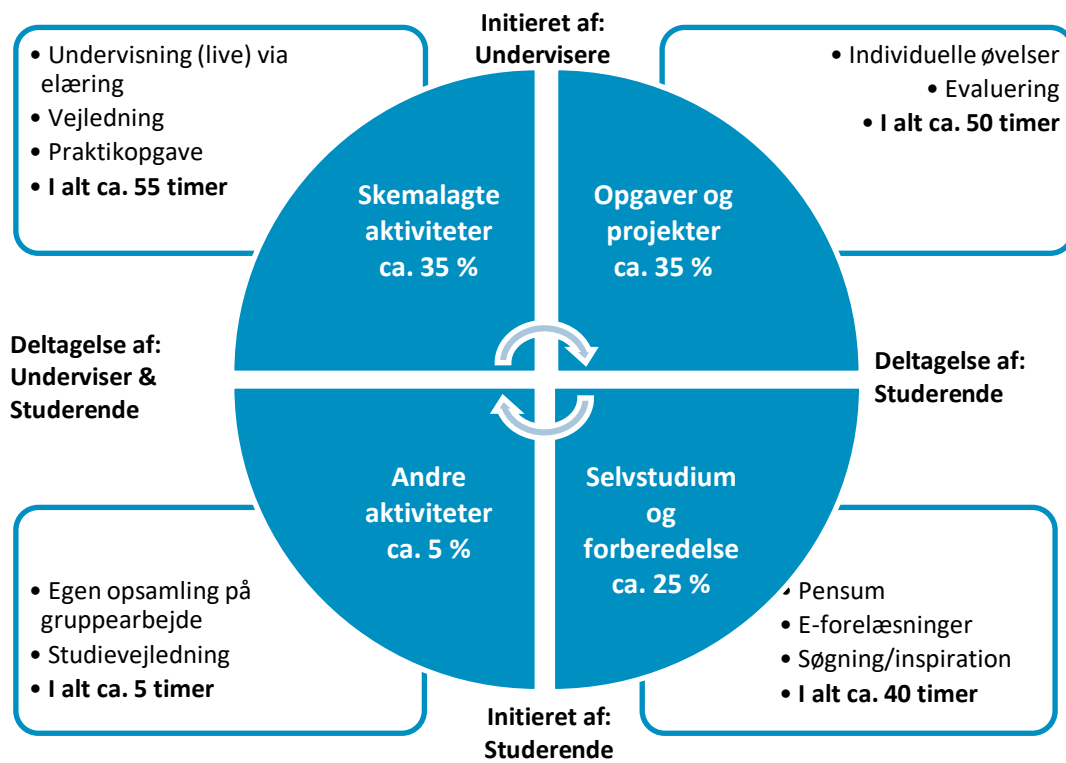 Initieret af:
Undervisere
• Undervisning (live) via
elæring
• Vejledning
• Praktikopgave
• I alt ca. 55 timer
• Individuelle øvelser
• Evaluering
• I alt ca. 50 timer
Skemalagte
aktiviteter
ca. 35 %
Opgaver og
projekter
ca. 35 %
Deltagelse af:
Underviser &
Studerende
Deltagelse af:
Studerende
Andre
aktiviteter
ca. 5 %
Selvstudium
og
forberedelse
ca. 25 %
• Egen opsamling på
gruppearbejde
• Studievejledning
• I alt ca. 5 timer
• Pensum
• E-forelæsninger
• Søgning/inspiration
• I alt ca. 40 timer
Initieret af:
Studerende